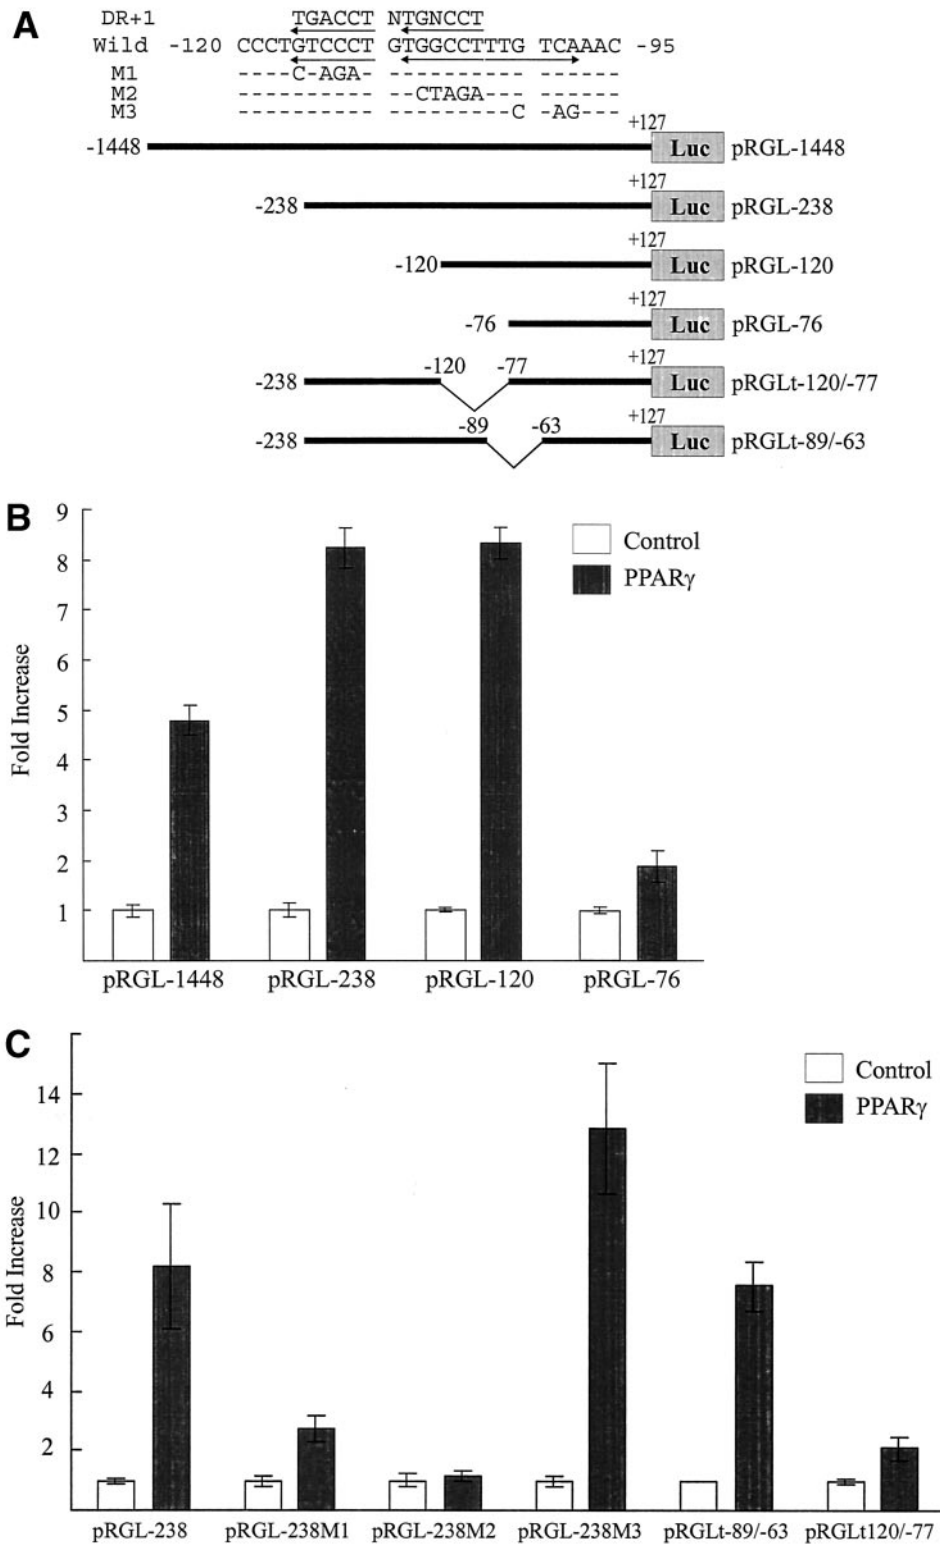 A
DR+1 TGACCT NTGNCCT
Wild -120 CCCTGTCCCT GTGGCCTTTG TCAAAC -95
M1 ----C-AGA- ---------- ------
M2 ---------- --CTAGA--- ------
M3 ---------- ---------C -AG---
-1448 +127 Luc pRGL-1448
-238 +127 Luc pRGL-238
-120 +127 Luc pRGL-120
-76 +127 Luc pRGL-76
-238 -120 -77 +127 Luc pRGLt-120/-77
-238 -89 -63 +127 Luc pRGLt-89/-63
B
Fold Increase
9
8
7
6
5
4
3
2
1
Control
PPARγ
pRGL-1448 pRGL-238 pRGL-120 pRGL-76
C
Fold Increase
14
12
10
8
6
4
2
Control
PPARγ
pRGL-238 pRGL-238M1 pRGL-238M2 pRGL-238M3 pRGLt-89/-63 pRGLt120/-77